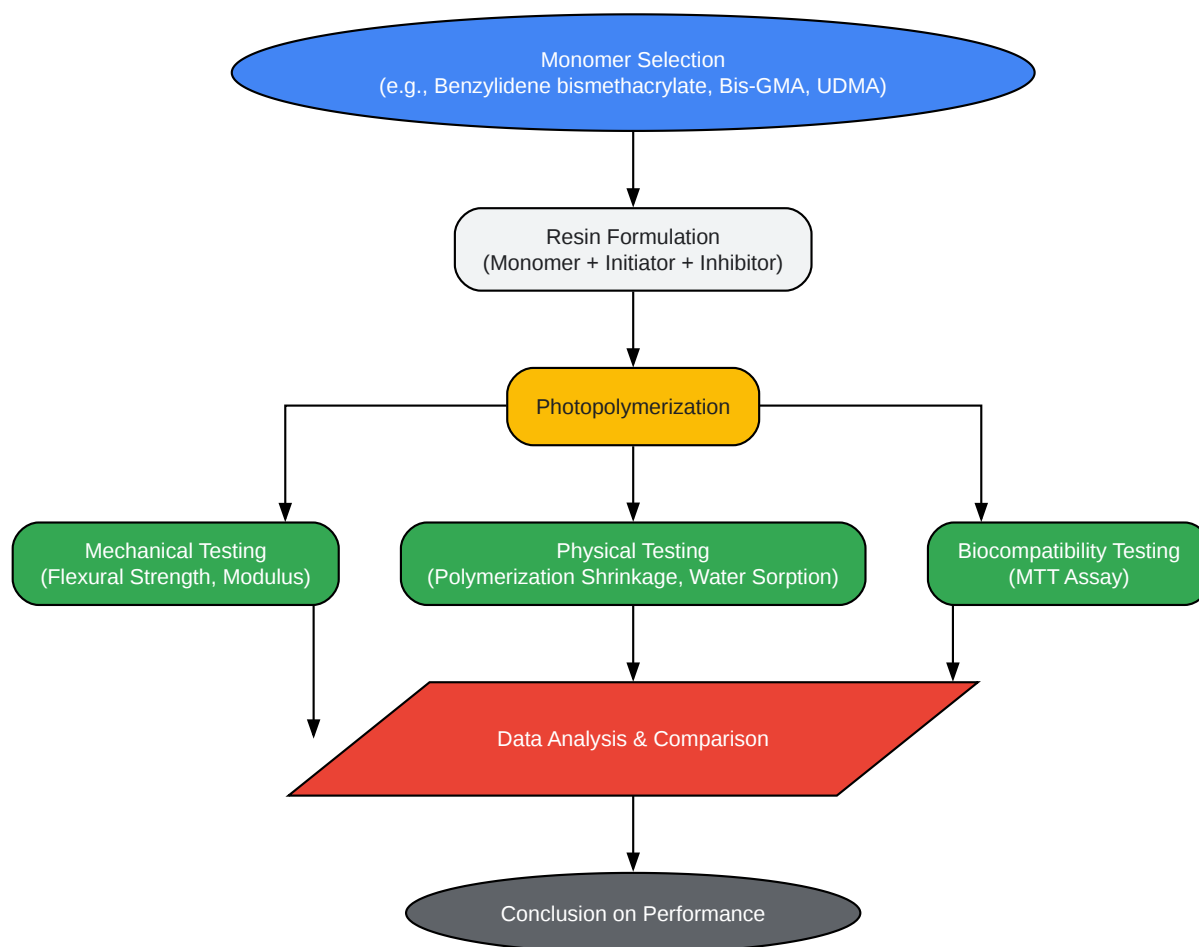 Monomer Selection
(e.g., Benzylidene bismethacrylate, Bis-GMA, UDMA)
Resin Formulation
(Monomer + Initiator + Inhibitor)
Photopolymerization
Mechanical Testing
(Flexural Strength, Modulus)
Physical Testing
(Polymerization Shrinkage, Water Sorption)
Biocompatibility Testing
(MTT Assay)
Data Analysis & Comparison
Conclusion on Performance